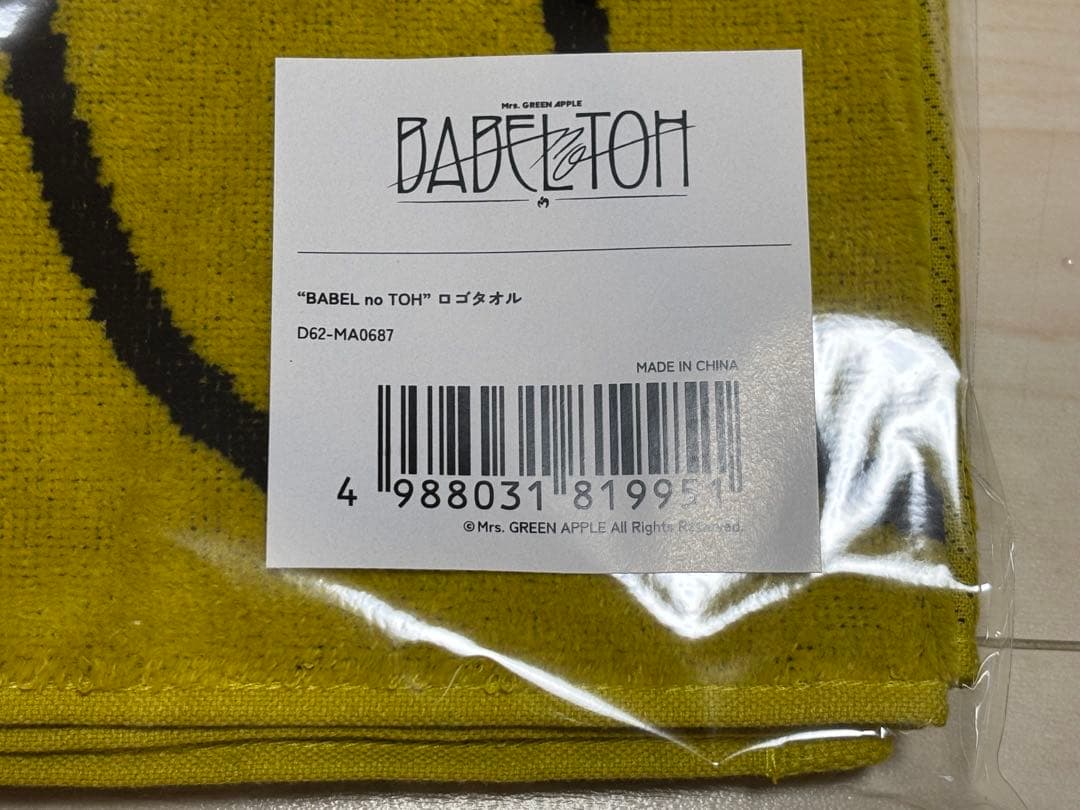 Mrs. GREEN APPLE
BABEL no TOH
“BABEL no TOH” ロゴタオル
D62-MA0687
MADE IN CHINA
4 988031 819951
©Mrs. GREEN APPLE All Rights Reserved.